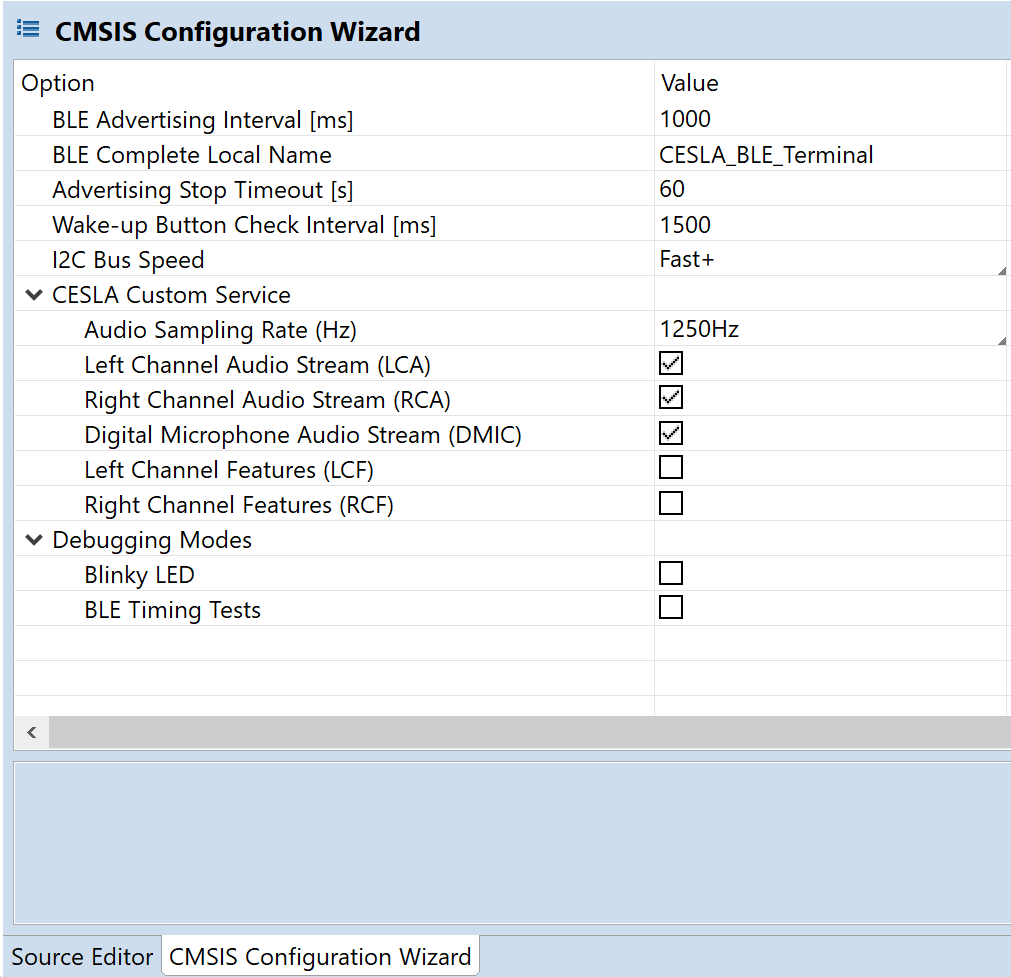 CMSIS Configuration Wizard
Option Value
BLE Advertising Interval [ms] 1000
BLE Complete Local Name CESLA_BLE_Terminal
Advertising Stop Timeout [s] 60
Wake-up Button Check Interval [ms] 1500
I2C Bus Speed Fast+
CESLA Custom Service
Audio Sampling Rate (Hz) 1250Hz
Left Channel Audio Stream (LCA)
Right Channel Audio Stream (RCA)
Digital Microphone Audio Stream (DMIC)
Left Channel Features (LCF)
Right Channel Features (RCF)
Debugging Modes
Blinky LED
BLE Timing Tests
Source Editor CMSIS Configuration Wizard